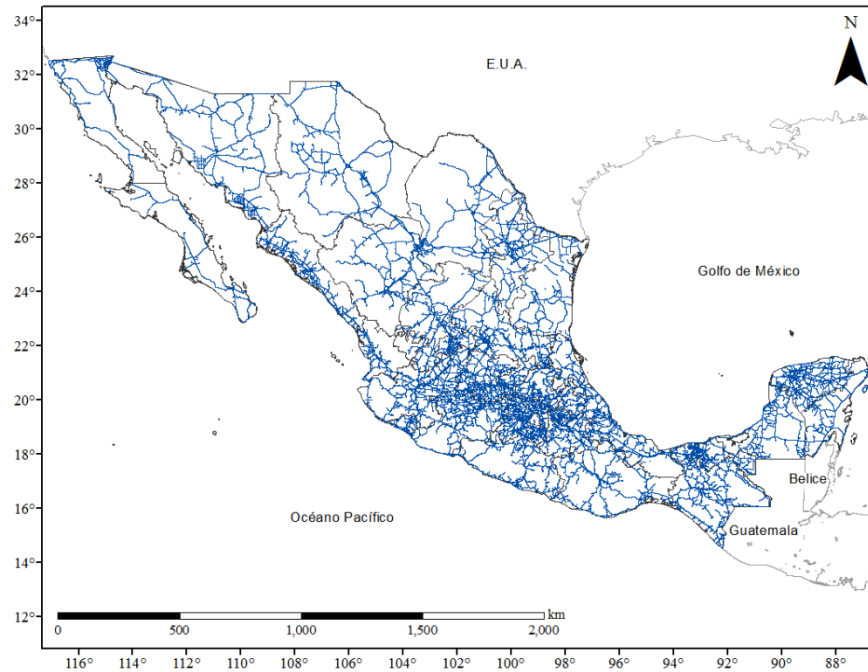 34°
N
E.U.A.
32°
30°
28°
26°
Golfo de México
24°
22°
20°
18°
Belice
16°
Océano Pacífico
Guatemala
14°
12°
km
0 500 1,000 1,500 2,000
116° 114° 112° 110° 108° 106° 104° 102° 100° 98° 96° 94° 92° 90° 88°